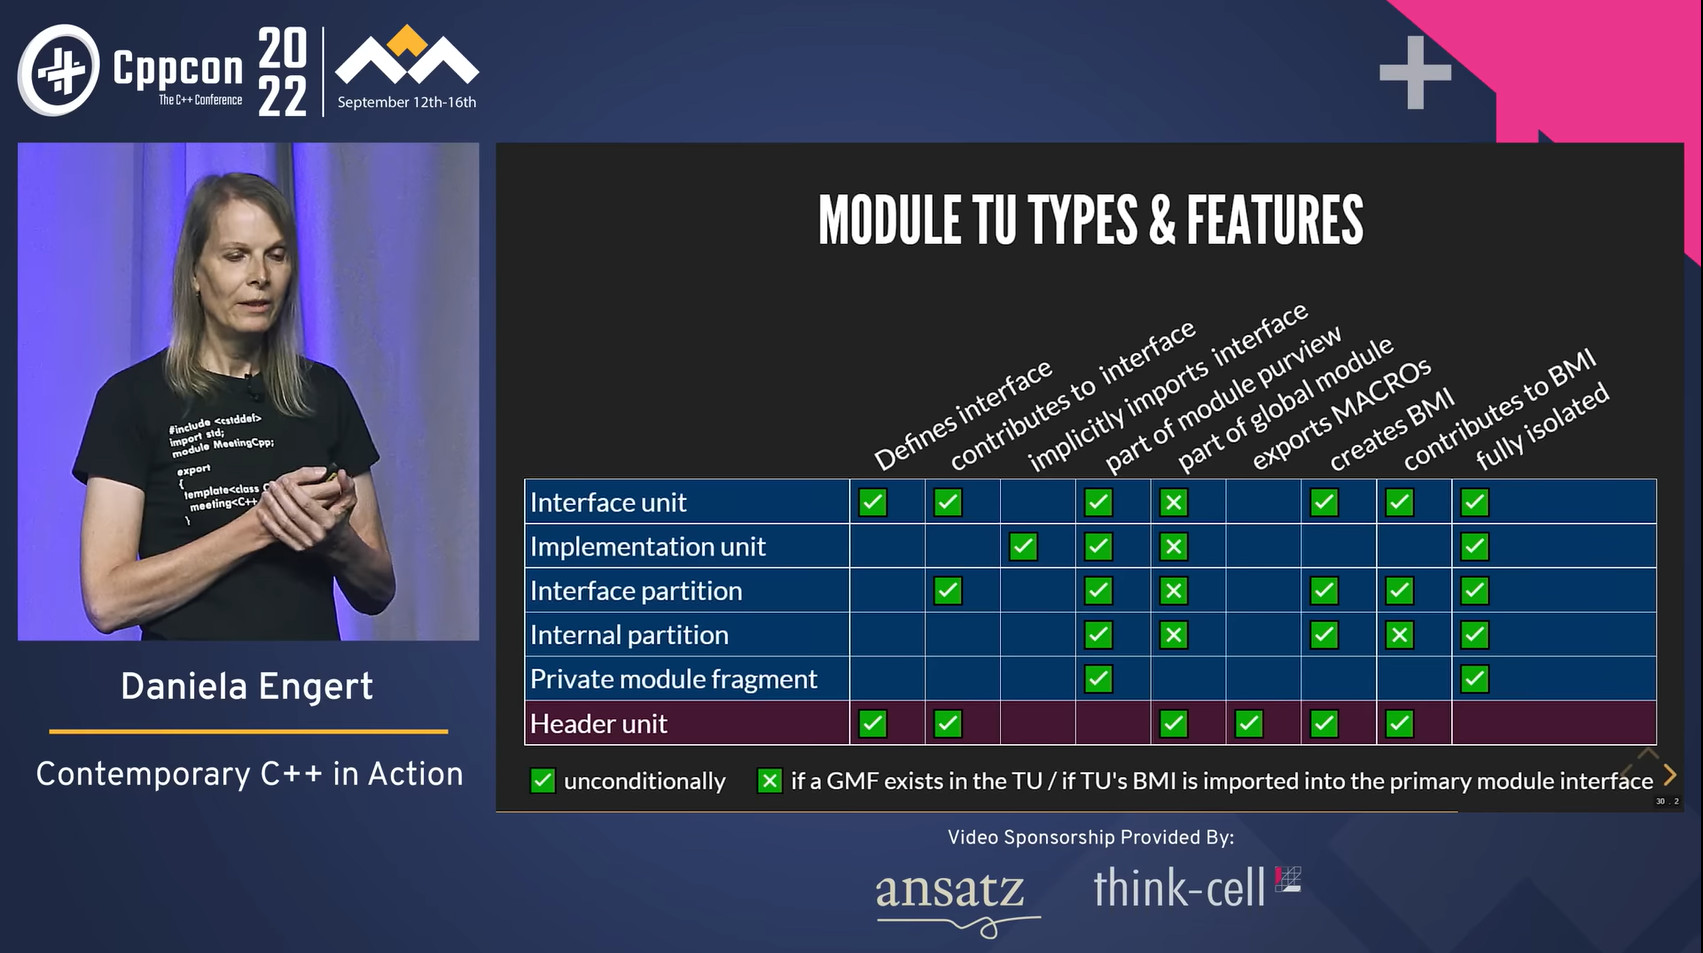 Cppcon
The C++ Conference
20
22
September 12th-16th
#include <cstddef>
import std;
module MeetingCpp;
export
{
template<class
meeting<C++
}
Daniela Engert
Contemporary C++ in Action
MODULE TU TYPES & FEATURES
Defines interface
contributes to interface
implicitly imports interface
part of module purview
part of global module
exports MACROs
creates BMI
contributes to BMI
fully isolated
Interface unit
Implementation unit
Interface partition
Internal partition
Private module fragment
Header unit
unconditionally
if a GMF exists in the TU / if TU's BMI is imported into the primary module interface
30 . 2
Video Sponsorship Provided By:
ansatz
think-cell